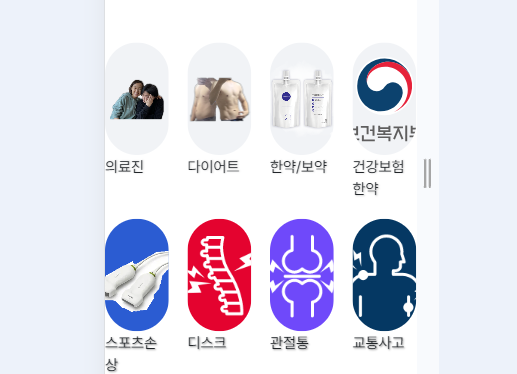 보건복지부
의료진
다이어트
한약/보약
건강보험
한약
스포츠손
상
디스크
관절통
교통사고